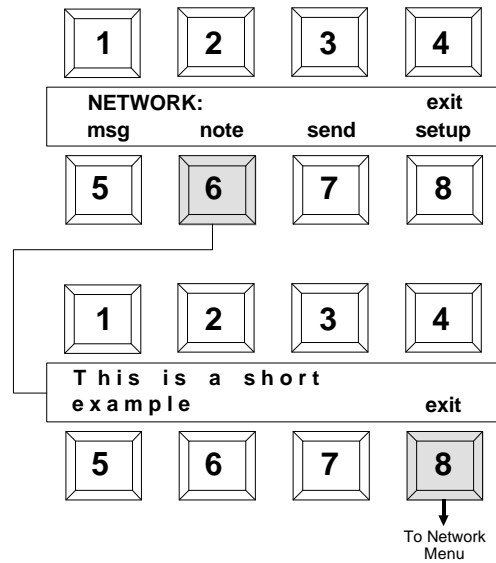 1 2 3 4
NETWORK: exit
msg note send setup
5 6 7 8
1 2 3 4
This is a short
example exit
5 6 7 8
To Network
Menu